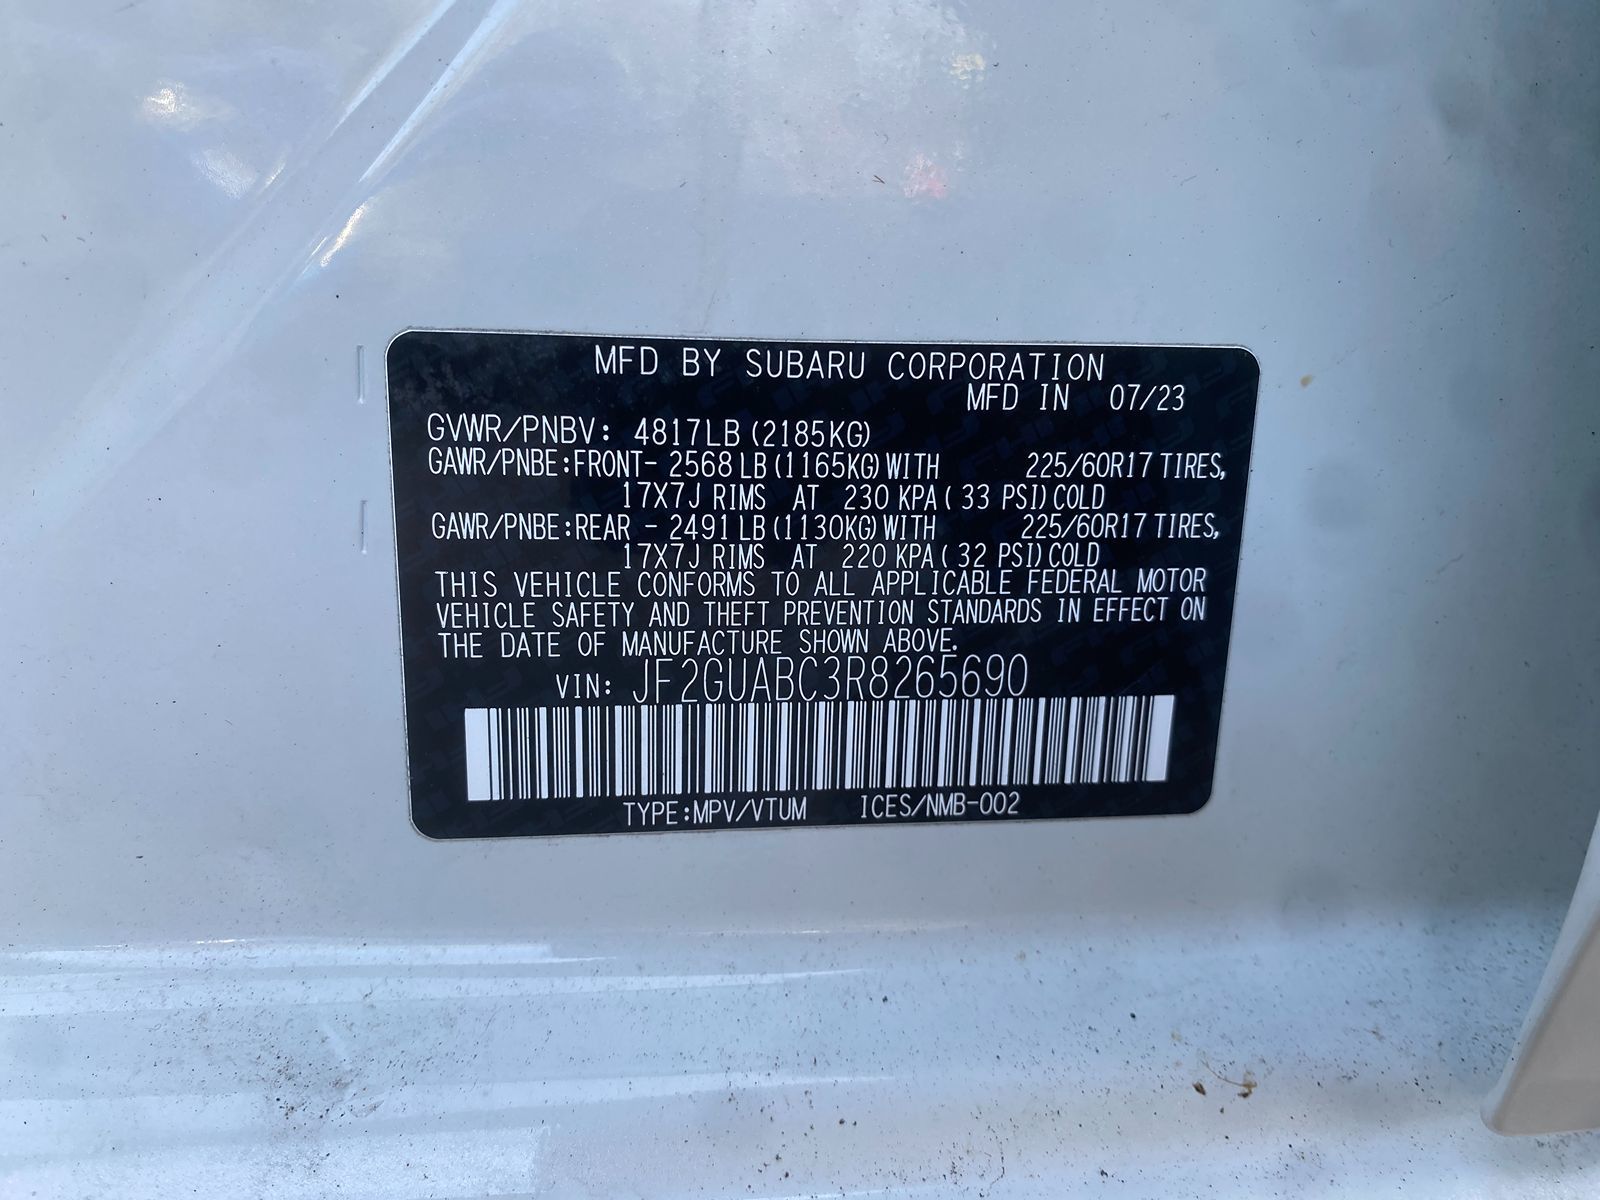 MFD BY SUBARU CORPORATION
MFD IN 07/23
GVWR/PNBV: 4817LB (2185KG)
GAWR/PNBE:FRONT- 2568 LB (1165KG) WITH 225/60R17 TIRES,
17X7J RIMS AT 230 KPA ( 33 PSI) COLD
GAWR/PNBE:REAR - 2491 LB (1130KG) WITH 225/60R17 TIRES,
17X7J RIMS AT 220 KPA ( 32 PSI) COLD
THIS VEHICLE CONFORMS TO ALL APPLICABLE FEDERAL MOTOR
VEHICLE SAFETY AND THEFT PREVENTION STANDARDS IN EFFECT ON
THE DATE OF MANUFACTURE SHOWN ABOVE.
VIN: JF2GUABC3R8265690
TYPE:MPV/VTUM ICES/NMB-002